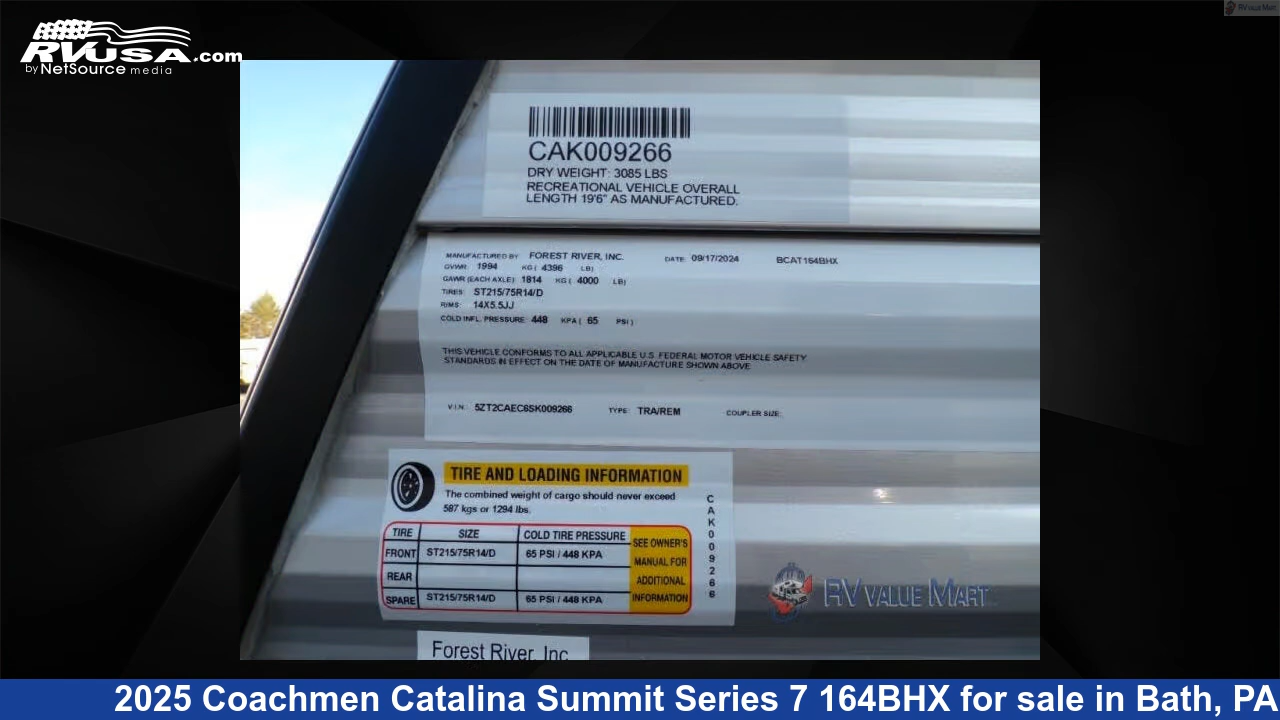 RV VALUE MART
RVUSA.com
by NetSource media
CAK009266
DRY WEIGHT: 3085 LBS
RECREATIONAL VEHICLE OVERALL
LENGTH 19'6" AS MANUFACTURED.
MANUFACTURED BY: FOREST RIVER, INC. DATE: 09/17/2024 BCAT164BHX
GVWR: 1994 KG ( 4396 LB)
GAWR (EACH AXLE) 1814 KG ( 4000 LB)
TIRES: ST215/75R14/D
RIMS: 14X5.5JJ
COLD INFL. PRESSURE: 448 KPA ( 65 PSI )
THIS VEHICLE CONFORMS TO ALL APPLICABLE U.S. FEDERAL MOTOR VEHICLE SAFETY
STANDARDS IN EFFECT ON THE DATE OF MANUFACTURE SHOWN ABOVE
V.I.N.: 5ZT2CAEC6SK009266 TYPE: TRA/REM COUPLER SIZE:
TIRE AND LOADING INFORMATION
The combined weight of cargo should never exceed
587 kgs or 1294 lbs.
TIRE SIZE COLD TIRE PRESSURE
FRONT ST215/75R14/D 65 PSI / 448 KPA
REAR
SPARE ST215/75R14/D 65 PSI / 448 KPA
SEE OWNER'S
MANUAL FOR
ADDITIONAL
INFORMATION
CAK009266
RV VALUE MART
Forest River, Inc.
2025 Coachmen Catalina Summit Series 7 164BHX for sale in Bath, PA